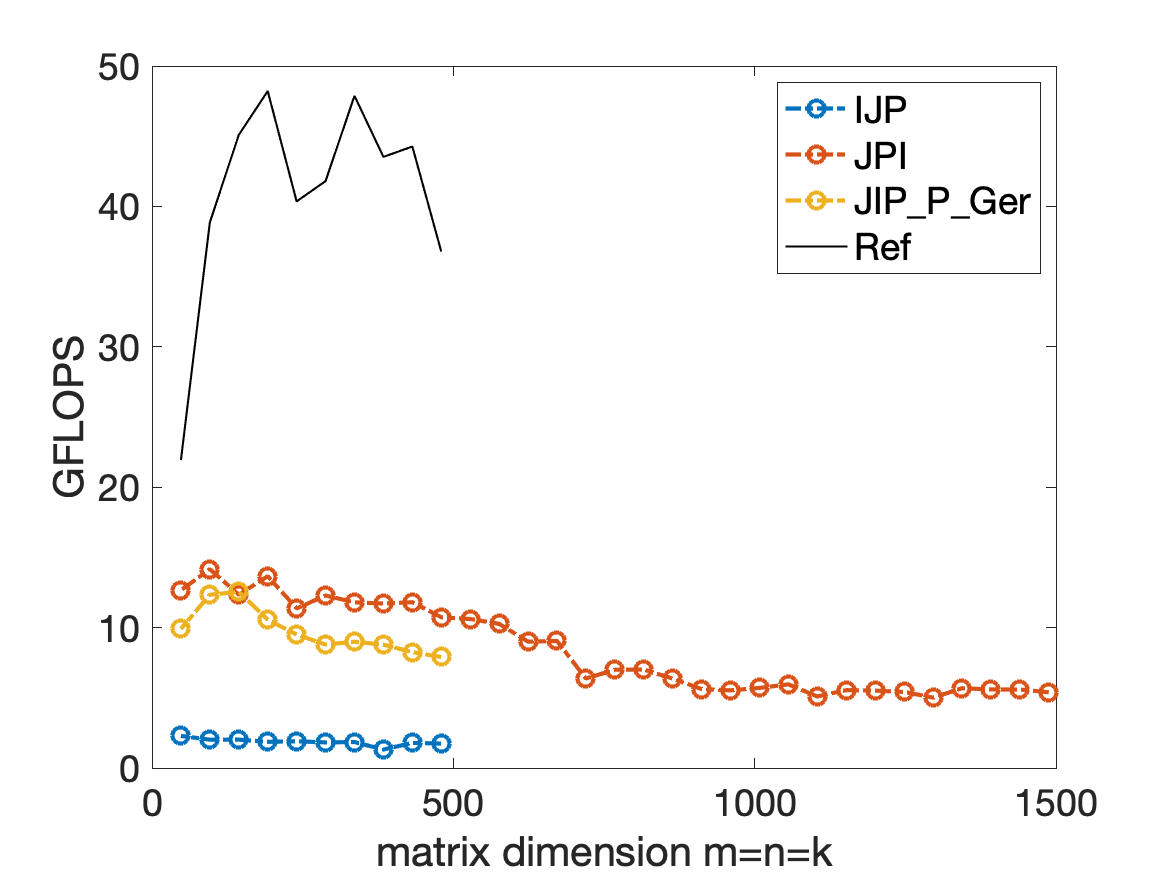 50
40
30
20
10
0
GFLOPS
IJP
JPI
JIP_P_Ger
Ref
0 500 1000 1500
matrix dimension m=n=k